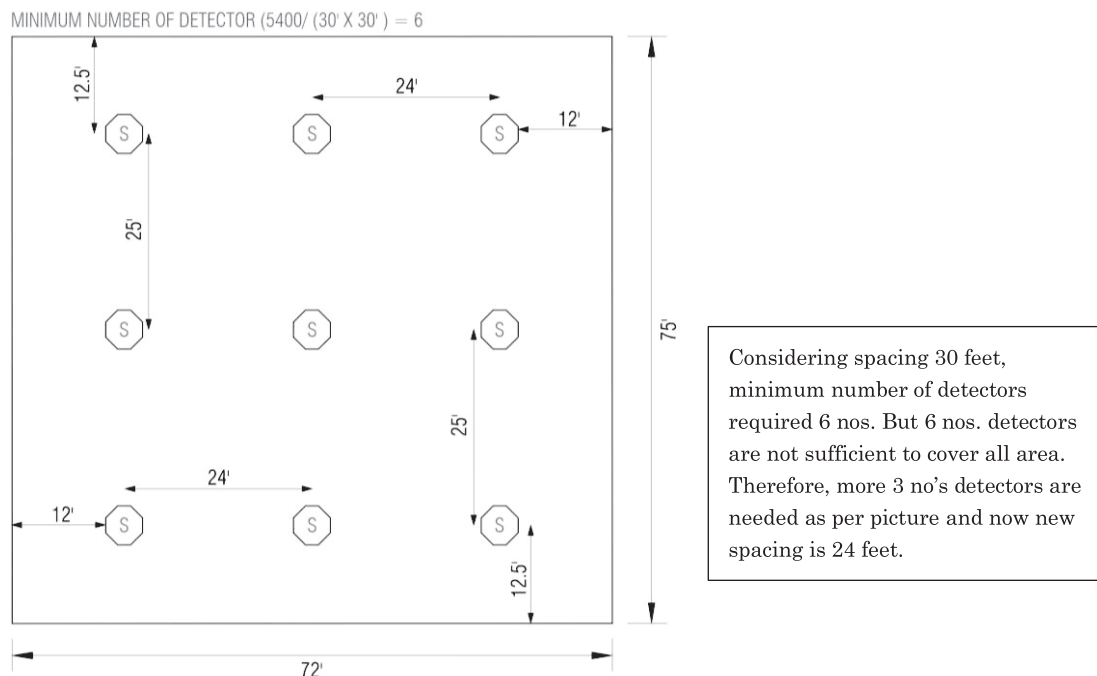 MINIMUM NUMBER OF DETECTOR (5400/ (30' X 30' ) = 6
12.5'
24'
12'
S
S
S
25'
S
S
S
75'
25'
24'
12'
S
S
S
12.5'
72'
Considering spacing 30 feet,
minimum number of detectors
required 6 nos. But 6 nos. detectors
are not sufficient to cover all area.
Therefore, more 3 no's detectors are
needed as per picture and now new
spacing is 24 feet.